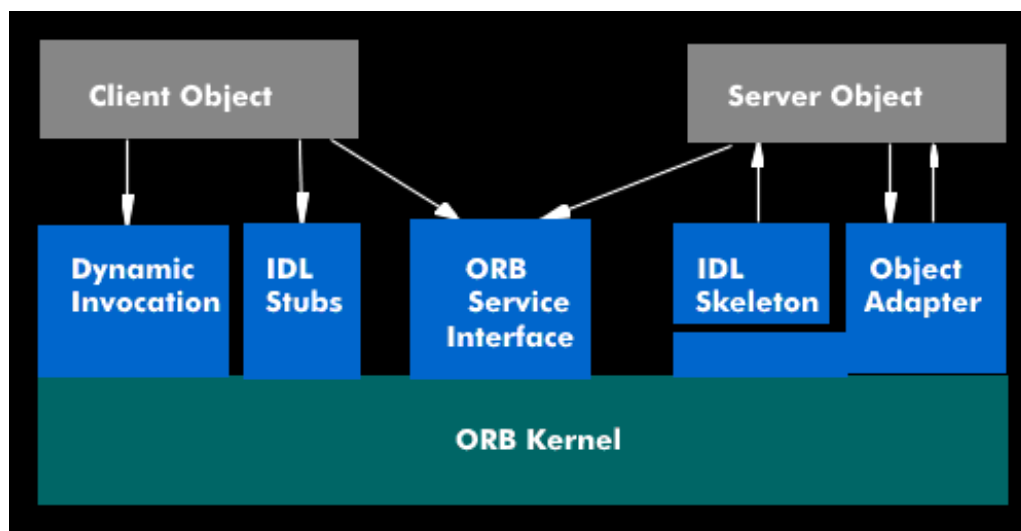 Client Object
Server Object
Dynamic
Invocation
IDL
Stubs
ORB
Service
Interface
IDL
Skeleton
Object
Adapter
ORB Kernel